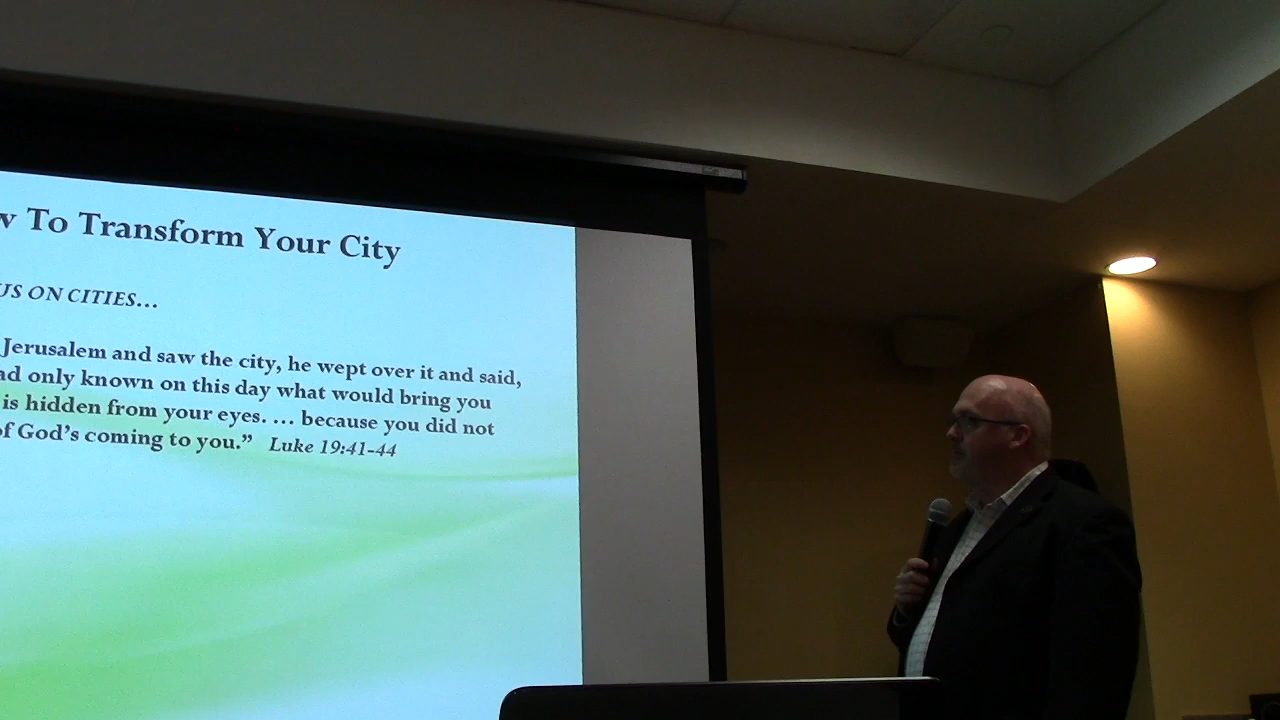 To Transform Your City
ON CITIES...
Jerusalem and saw the city, he wept over it and said,
only known on this day what would bring you
is hidden from your eyes. ... because you did not
God's coming to you.” Luke 19:41-44